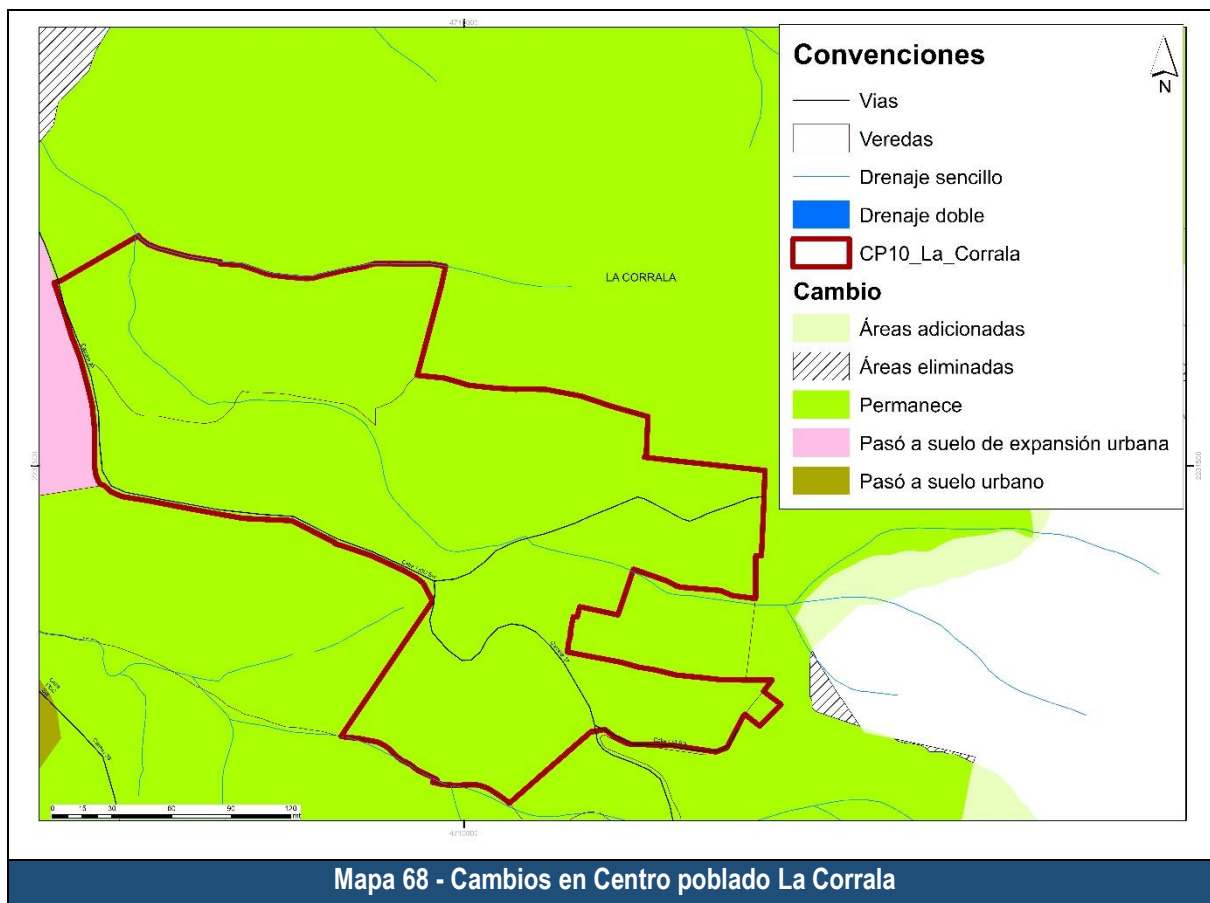 Convenciones
N
Vias
Veredas
Drenaje sencillo
Drenaje doble
CP10_La_Corrala
Cambio
Áreas adicionadas
Áreas eliminadas
Permanece
Pasó a suelo de expansión urbana
Pasó a suelo urbano
LA CORRALA
0 15 30 60 90 120
mt
Mapa 68 - Cambios en Centro poblado La Corrala